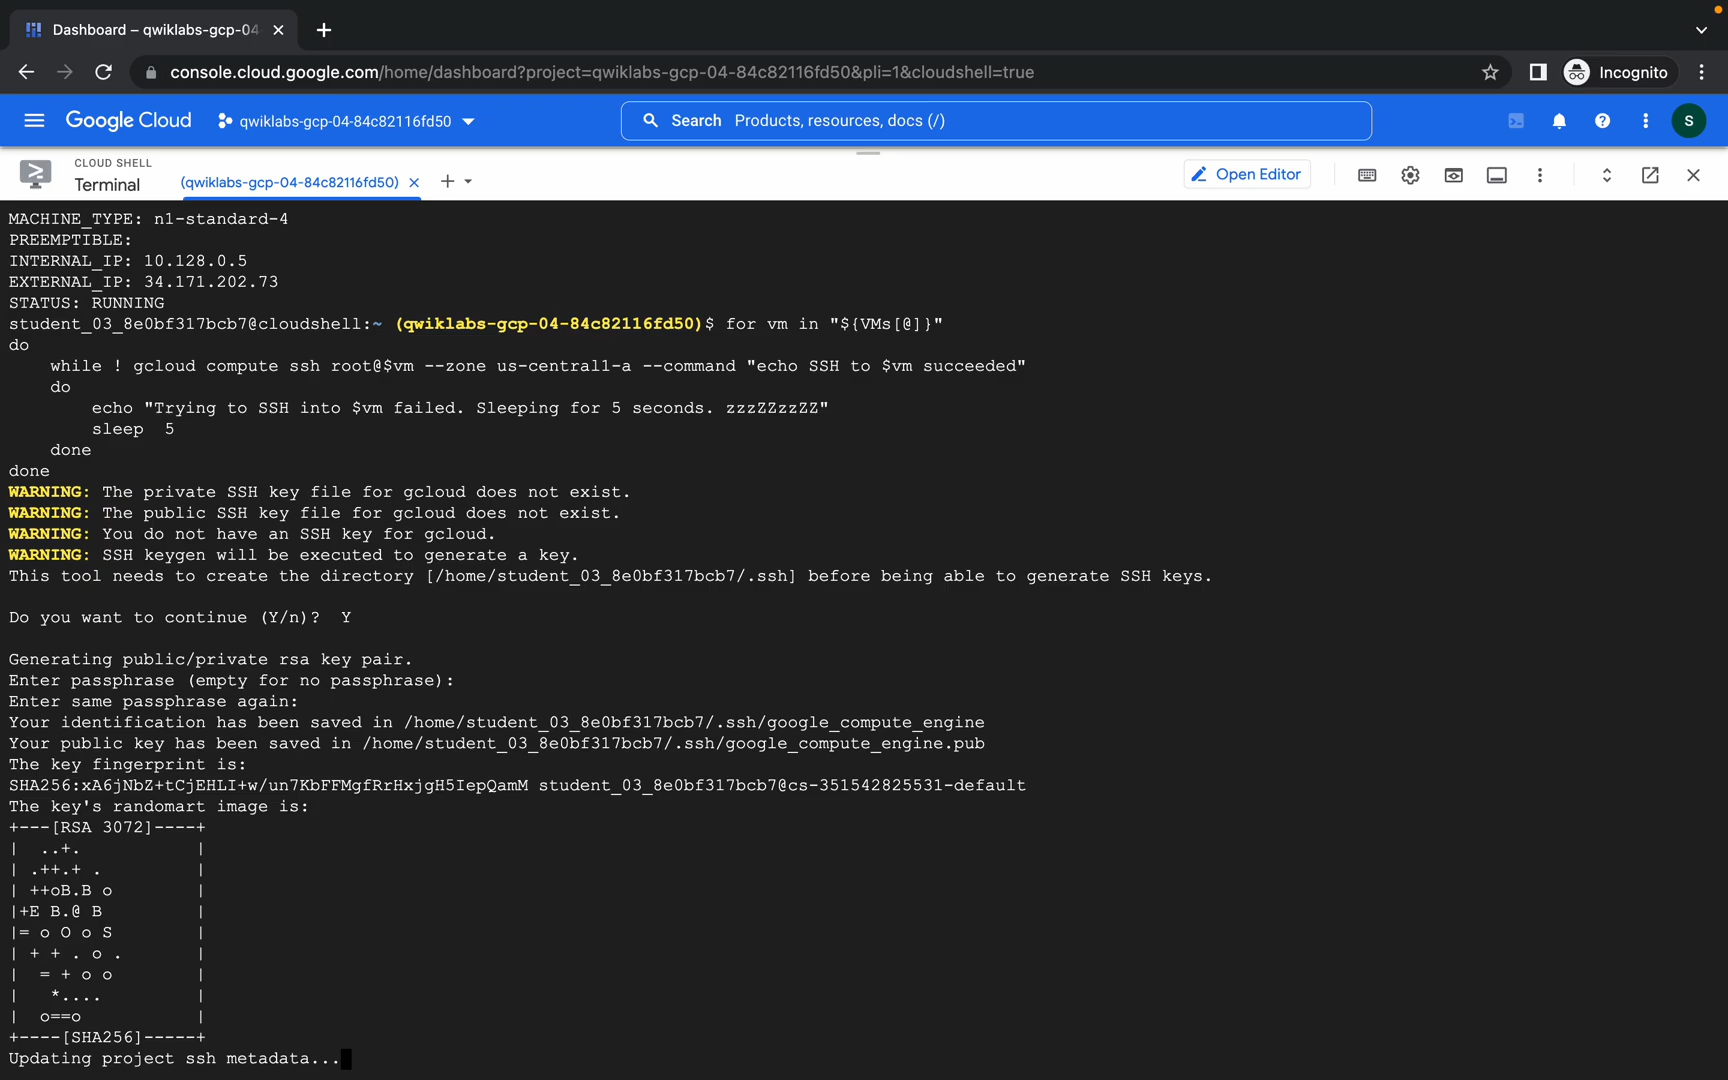 Dashboard – qwiklabs-gcp-04
console.cloud.google.com/home/dashboard?project=qwiklabs-gcp-04-84c82116fd50&pli=1&cloudshell=true
Incognito
Google Cloud
qwiklabs-gcp-04-84c82116fd50
Search Products, resources, docs (/)
S
CLOUD SHELL
Terminal
(qwiklabs-gcp-04-84c82116fd50)
Open Editor
MACHINE_TYPE: n1-standard-4
PREEMPTIBLE:
INTERNAL_IP: 10.128.0.5
EXTERNAL_IP: 34.171.202.73
STATUS: RUNNING
student_03_8e0bf317bcb7@cloudshell:~ (qwiklabs-gcp-04-84c82116fd50)$ for vm in "${VMs[@]}"
do
    while ! gcloud compute ssh root@$vm --zone us-central1-a --command "echo SSH to $vm succeeded"
    do
        echo "Trying to SSH into $vm failed. Sleeping for 5 seconds. zzzZZzzZZ"
        sleep  5
    done
done
WARNING: The private SSH key file for gcloud does not exist.
WARNING: The public SSH key file for gcloud does not exist.
WARNING: You do not have an SSH key for gcloud.
WARNING: SSH keygen will be executed to generate a key.
This tool needs to create the directory [/home/student_03_8e0bf317bcb7/.ssh] before being able to generate SSH keys.
Do you want to continue (Y/n)?  Y
Generating public/private rsa key pair.
Enter passphrase (empty for no passphrase):
Enter same passphrase again:
Your identification has been saved in /home/student_03_8e0bf317bcb7/.ssh/google_compute_engine
Your public key has been saved in /home/student_03_8e0bf317bcb7/.ssh/google_compute_engine.pub
The key fingerprint is:
SHA256:xA6jNbZ+tCjEHLI+w/un7KbFFMgfRrHxjgH5IepQamM student_03_8e0bf317bcb7@cs-351542825531-default
The key's randomart image is:
+---[RSA 3072]----+
|  ..+.           |
| .++.+ .         |
| ++oB.B o        |
|+E B.@ B         |
|= o O o S        |
| + + . o .       |
|  = + o o        |
|   *....         |
|  o==o           |
+----[SHA256]-----+
Updating project ssh metadata...